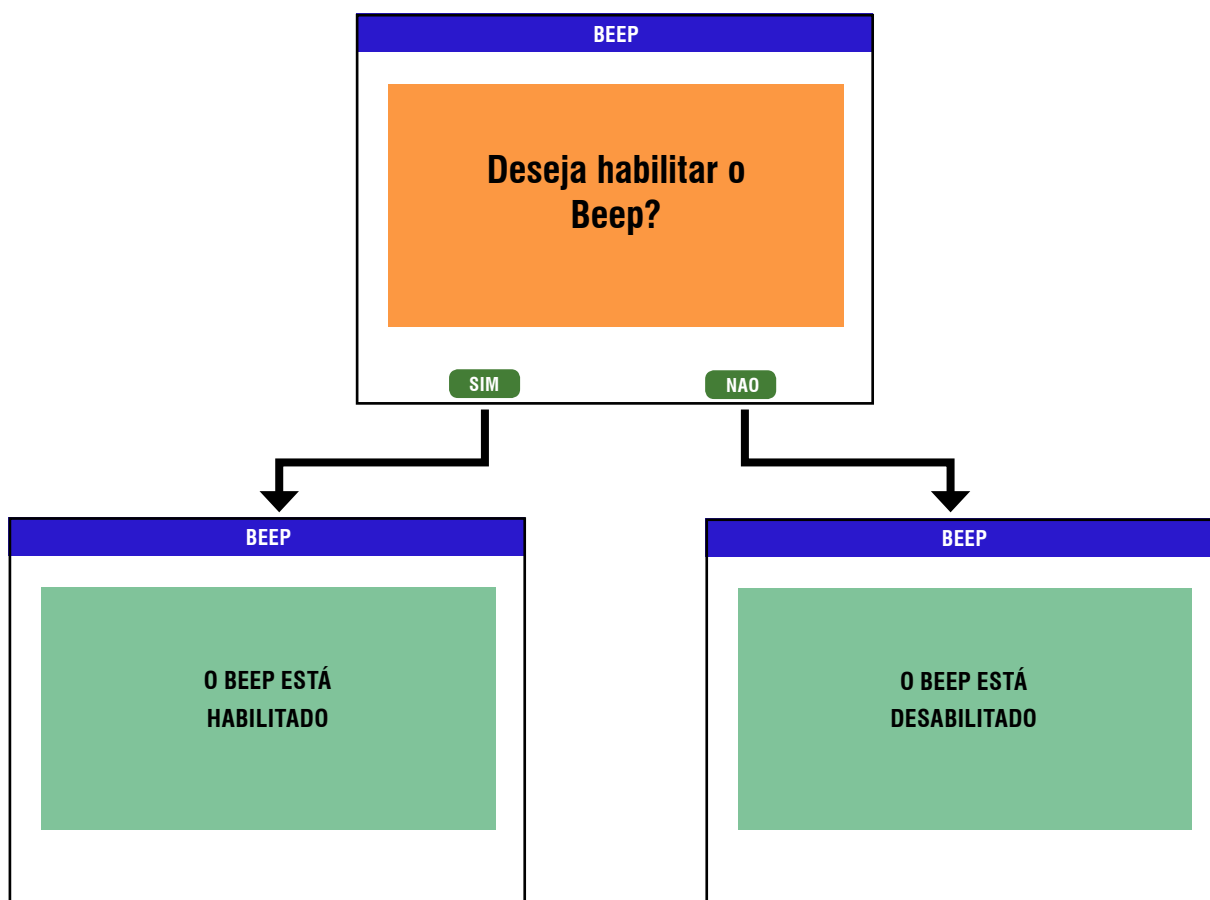 BEEP
Deseja habilitar o
Beep?
SIM
NAO
BEEP
O BEEP ESTÁ
HABILITADO
BEEP
O BEEP ESTÁ
DESABILITADO